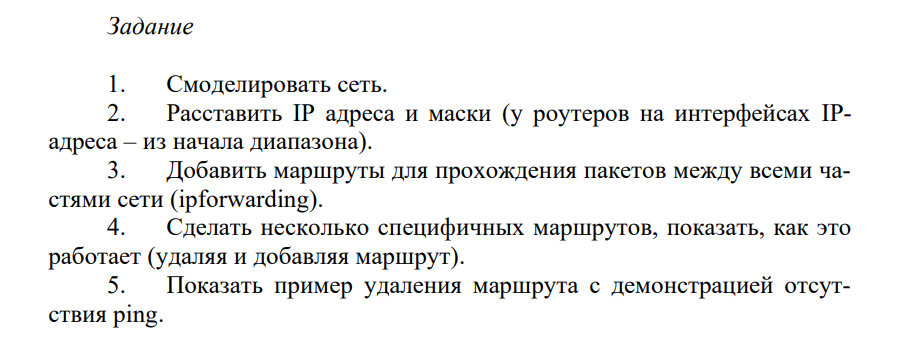 Задание
1. Смоделировать сеть.
2. Расставить IP адреса и маски (у роутеров на интерфейсах IP-
адреса – из начала диапазона).
3. Добавить маршруты для прохождения пакетов между всеми ча-
стями сети (ipforwarding).
4. Сделать несколько специфичных маршрутов, показать, как это
работает (удаляя и добавляя маршрут).
5. Показать пример удаления маршрута с демонстрацией отсут-
ствия ping.